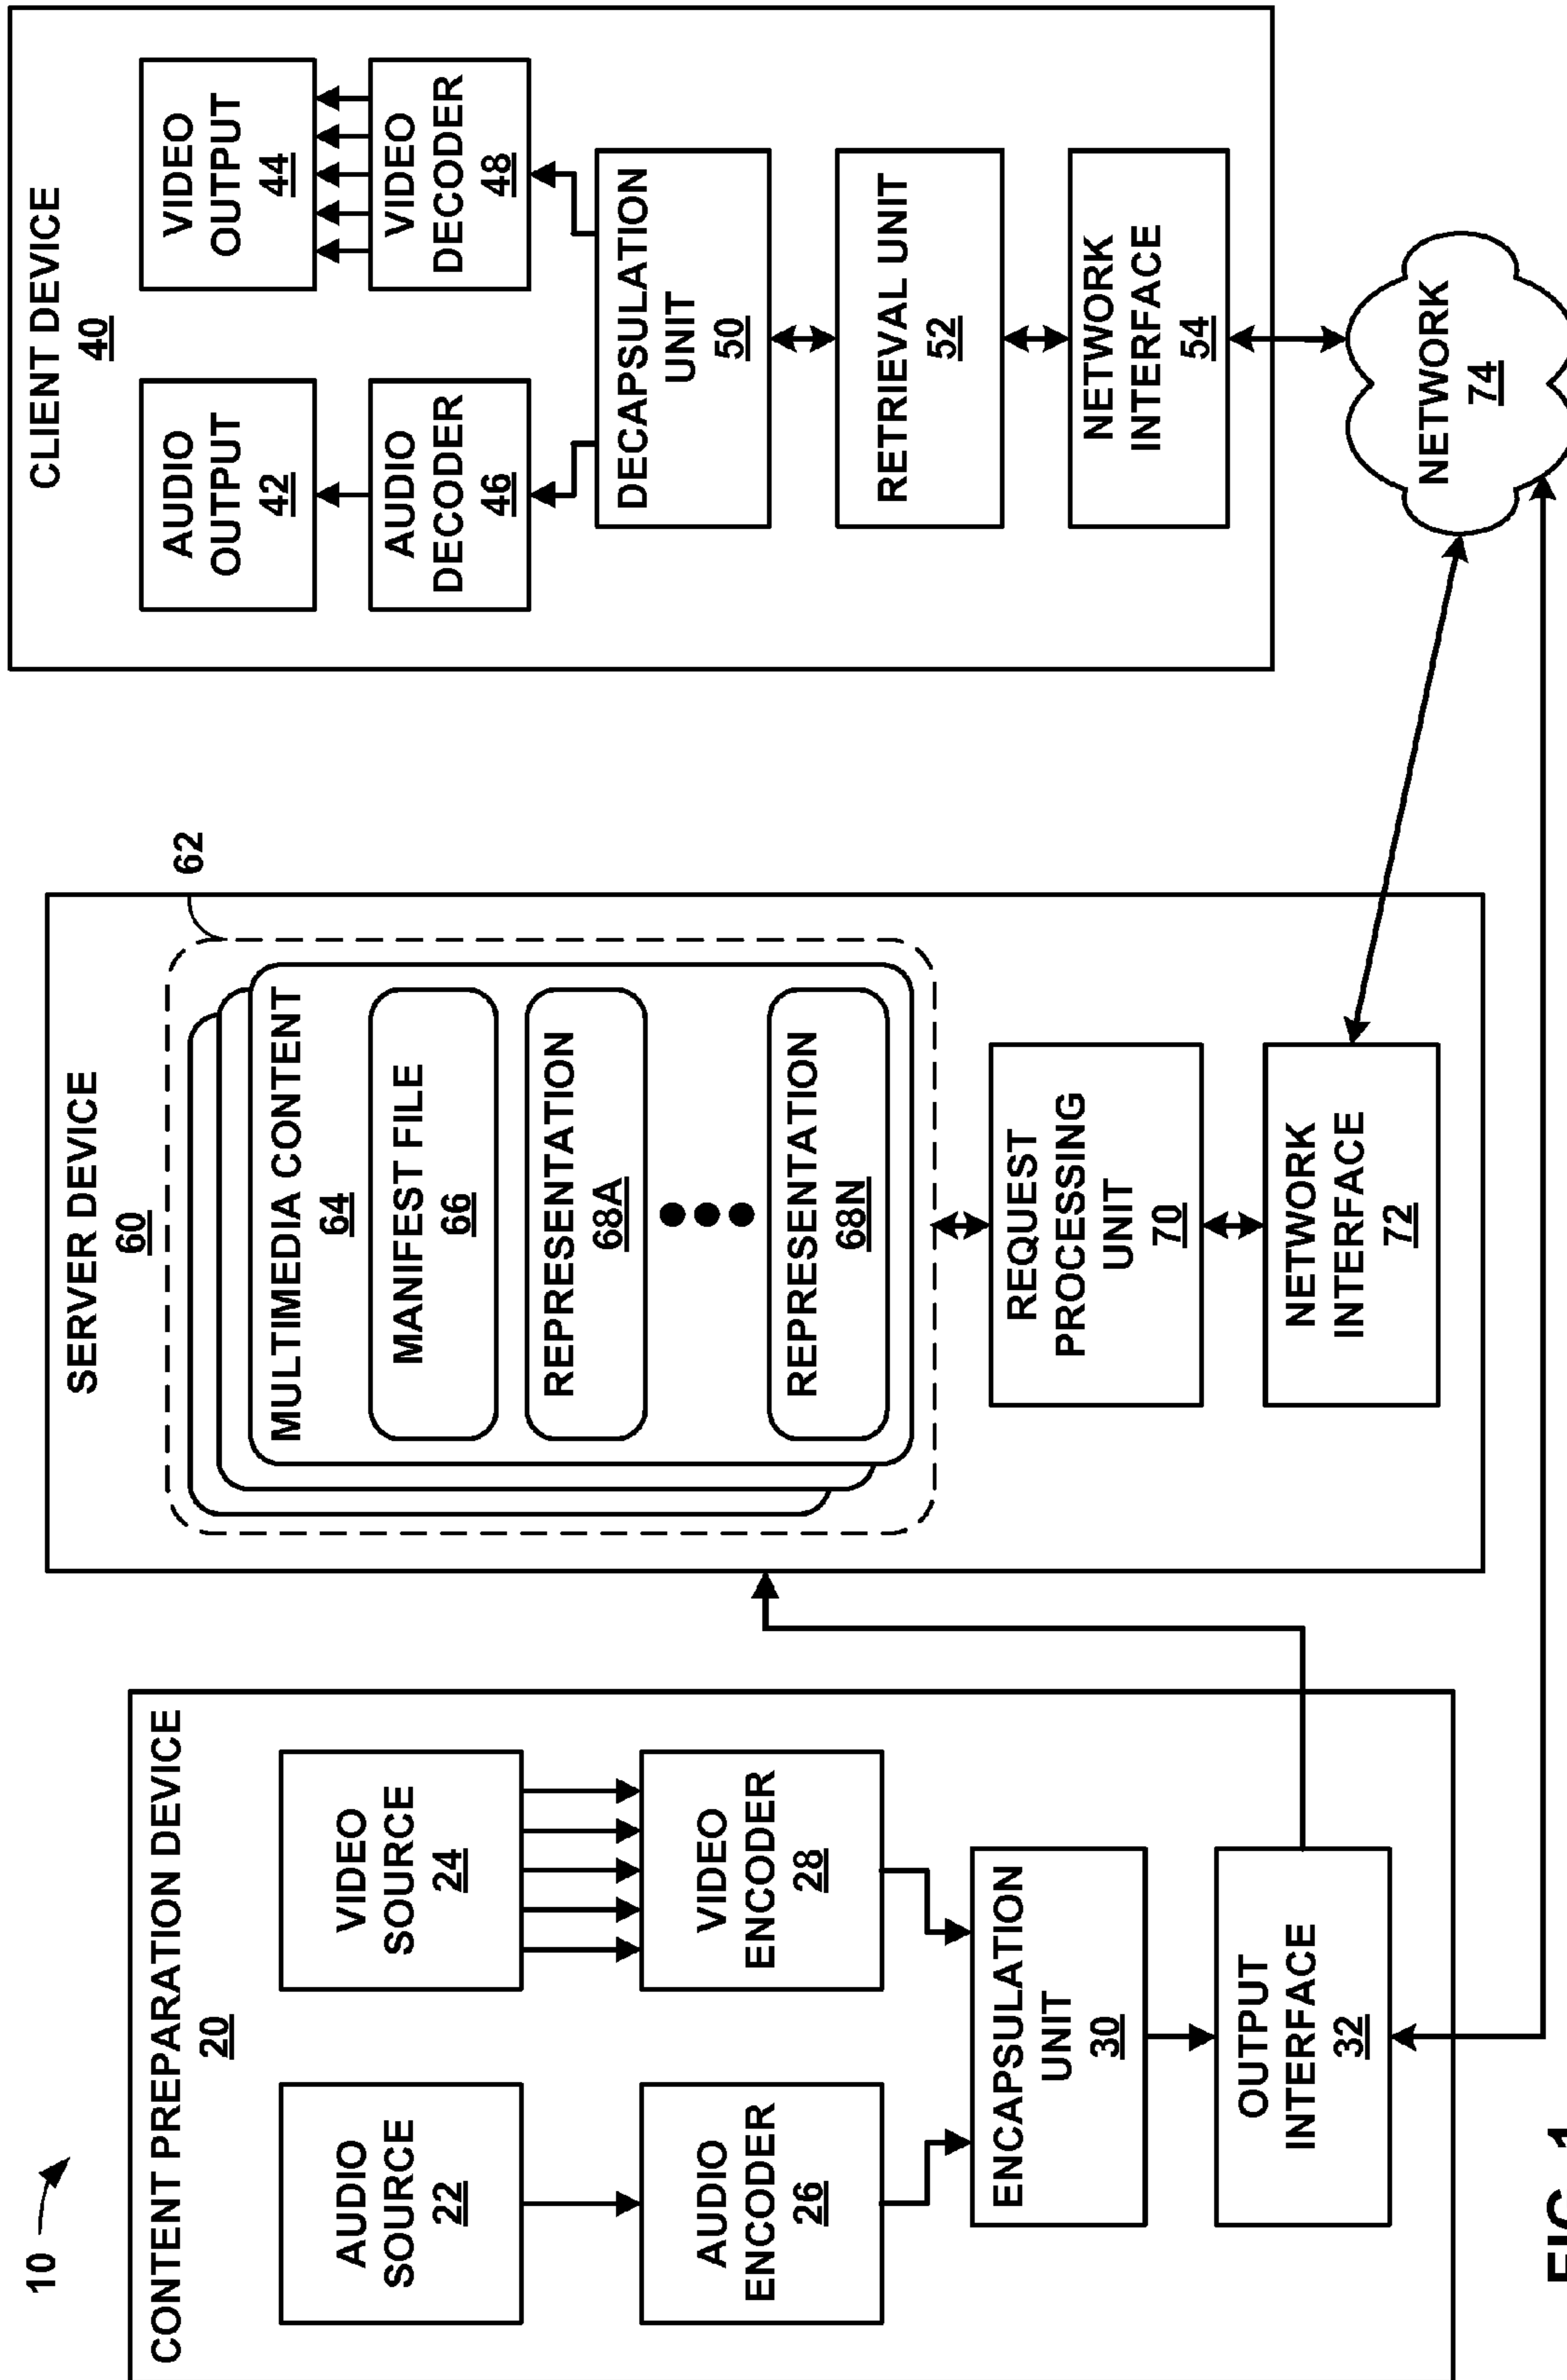 10
CONTENT PREPARATION DEVICE
20
AUDIO
SOURCE
22
VIDEO
SOURCE
24
AUDIO
ENCODER
26
VIDEO
ENCODER
28
ENCAPSULATION
UNIT
30
OUTPUT
INTERFACE
32
SERVER DEVICE
60
62
MULTIMEDIA CONTENT
64
MANIFEST FILE
66
REPRESENTATION
68A
REPRESENTATION
68N
REQUEST
PROCESSING
UNIT
70
NETWORK
INTERFACE
72
CLIENT DEVICE
40
AUDIO
OUTPUT
42
VIDEO
OUTPUT
44
AUDIO
DECODER
46
VIDEO
DECODER
48
DECAPSULATION
UNIT
50
RETRIEVAL UNIT
52
NETWORK
INTERFACE
54
NETWORK
74
FIG. 1